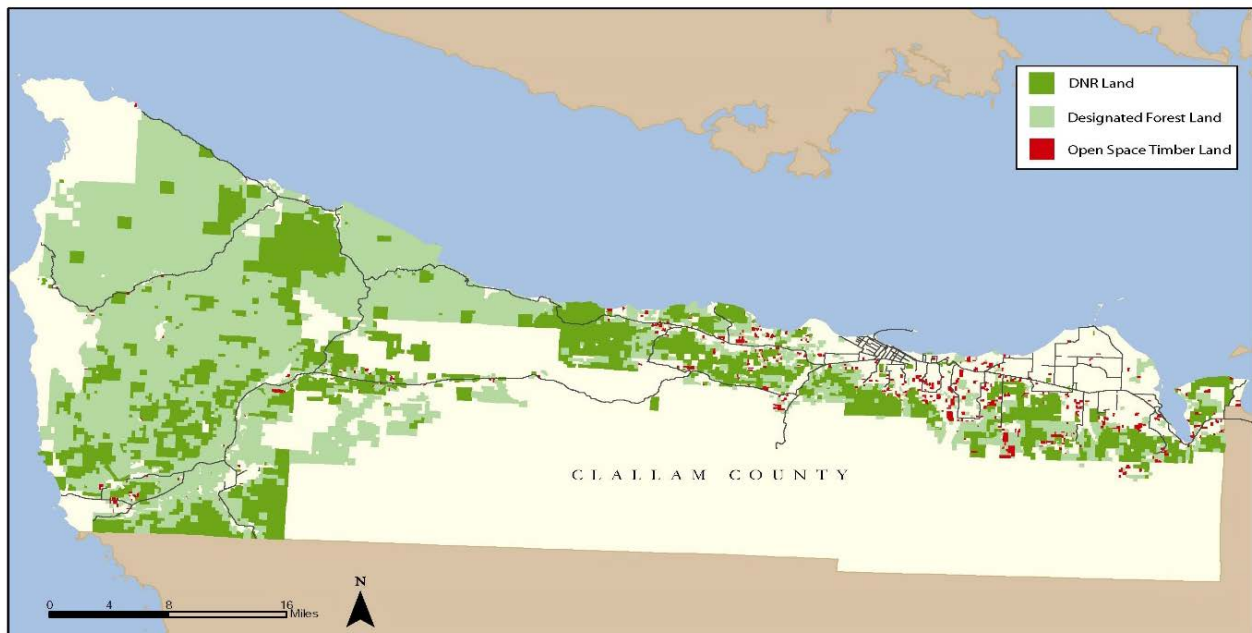 DNR Land
Designated Forest Land
Open Space Timber Land
CLALLAM COUNTY
N
0 4 8 16
Miles